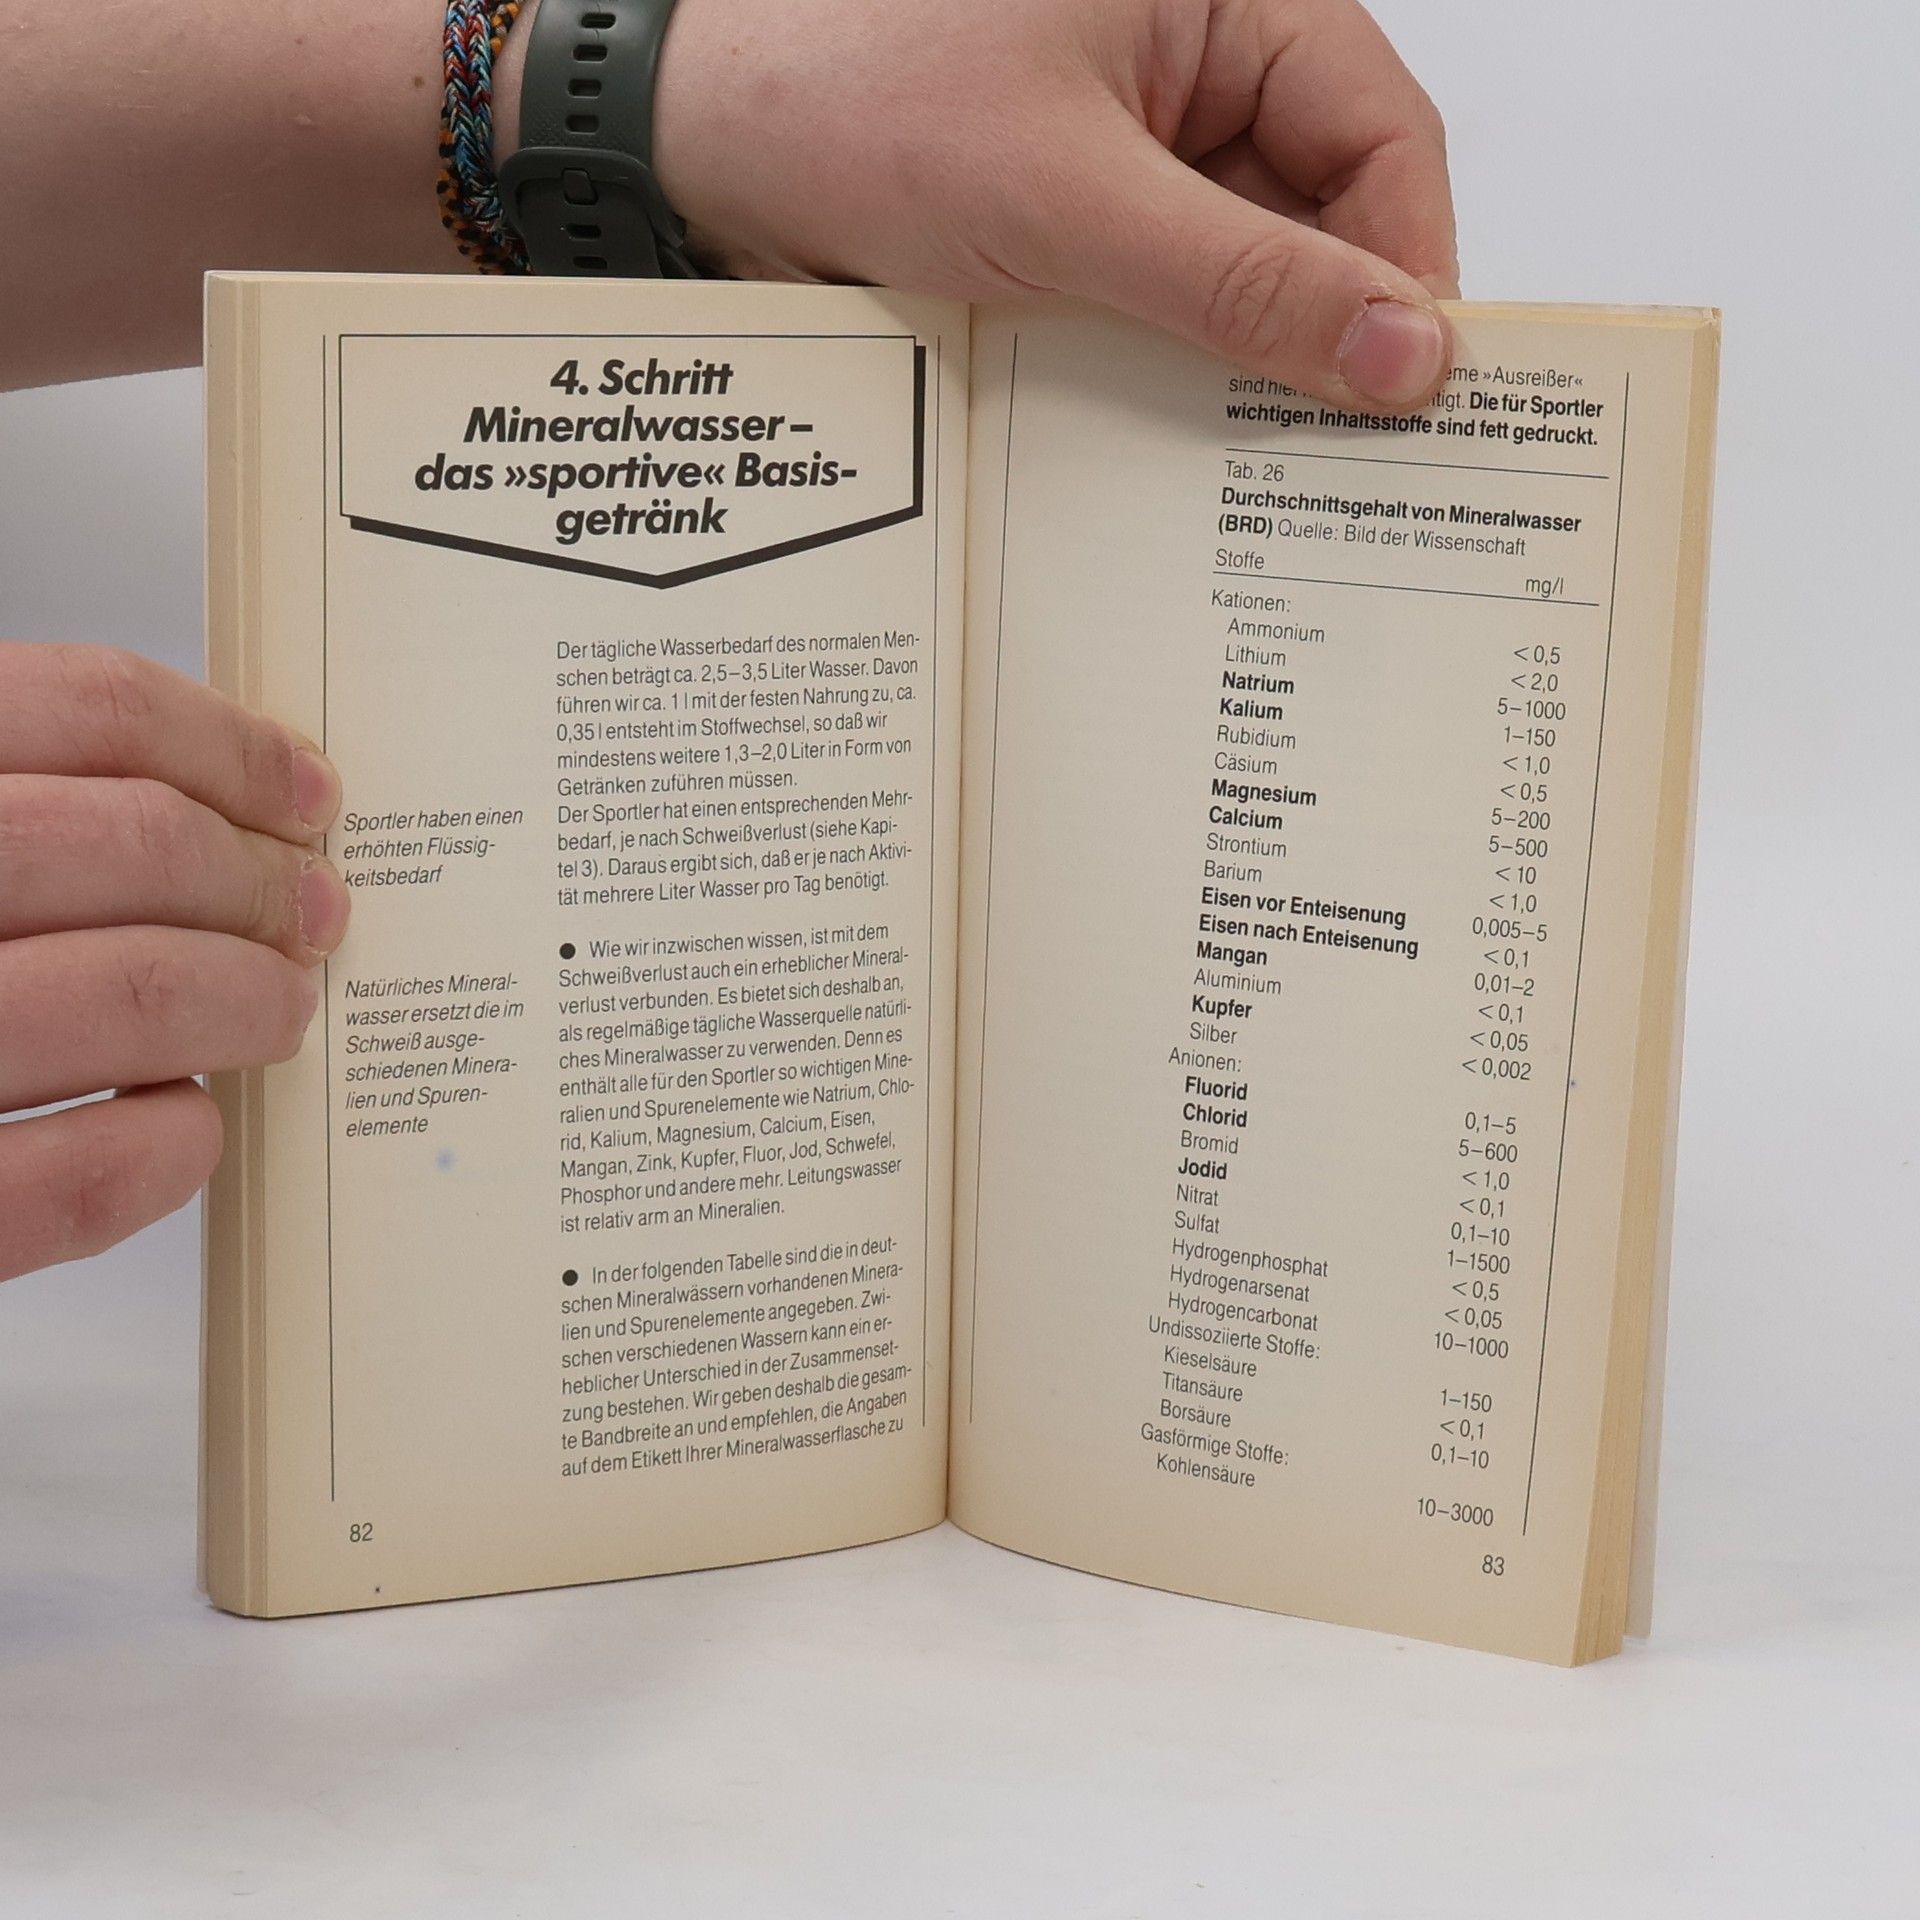 4. Schritt
Mineralwasser–
das »sportive« Basis-
getränk
Der tägliche Wasserbedarf des normalen Men-
schen beträgt ca. 2,5–3,5 Liter Wasser. Davon
führen wir ca. 1 l mit der festen Nahrung zu, ca.
0,35 l entsteht im Stoffwechsel, so daß wir
mindestens weitere 1,3–2,0 Liter in Form von
Getränken zuführen müssen.
Sportler haben einen
erhöhten Flüssig-
keitsbedarf
Der Sportler hat einen entsprechenden Mehr-
bedarf, je nach Schweißverlust (siehe Kapi-
tel 3). Daraus ergibt sich, daß er je nach Aktivi-
tät mehrere Liter Wasser pro Tag benötigt.
Natürliches Mineral-
wasser ersetzt die im
Schweiß ausge-
schiedenen Minera-
lien und Spuren-
elemente
● Wie wir inzwischen wissen, ist mit dem
Schweißverlust auch ein erheblicher Mineral-
verlust verbunden. Es bietet sich deshalb an,
als regelmäßige tägliche Wasserquelle natürli-
ches Mineralwasser zu verwenden. Denn es
enthält alle für den Sportler so wichtigen Mine-
ralien und Spurenelemente wie Natrium, Chlo-
rid, Kalium, Magnesium, Calcium, Eisen,
Mangan, Zink, Kupfer, Fluor, Jod, Schwefel,
Phosphor und andere mehr. Leitungswasser
ist relativ arm an Mineralien.
● In der folgenden Tabelle sind die in deut-
schen Mineralwässern vorhandenen Minera-
lien und Spurenelemente angegeben. Zwi-
schen verschiedenen Wassern kann ein er-
heblicher Unterschied in der Zusammenset-
zung bestehen. Wir geben deshalb die gesam-
te Bandbreite an und empfehlen, die Angaben
auf dem Etikett Ihrer Mineralwasserflasche zu
82
»Ausreißer«
sind Die für Sportler
wichtigen Inhaltsstoffe sind fett gedruckt.
Tab. 26
Durchschnittsgehalt von Mineralwasser
(BRD) Quelle: Bild der Wissenschaft
Stoffe mg/l
Kationen:
Ammonium < 0,5
Lithium < 2,0
Natrium 5–1000
Kalium 1–150
Rubidium < 1,0
Cäsium < 0,5
Magnesium 5–200
Calcium 5–500
Strontium < 10
Barium < 1,0
Eisen vor Enteisenung 0,005–5
Eisen nach Enteisenung < 0,1
Mangan 0,01–2
Aluminium < 0,1
Kupfer < 0,05
Silber < 0,002
Anionen:
Fluorid 0,1–5
Chlorid 5–600
Bromid < 1,0
Jodid < 0,1
Nitrat 0,1–10
Sulfat 1–1500
Hydrogenphosphat < 0,5
Hydrogenarsenat < 0,05
Hydrogencarbonat 10–1000
Undissoziierte Stoffe:
Kieselsäure 1–150
Titansäure < 0,1
Borsäure 0,1–10
Gasförmige Stoffe:
Kohlensäure 10–3000
83